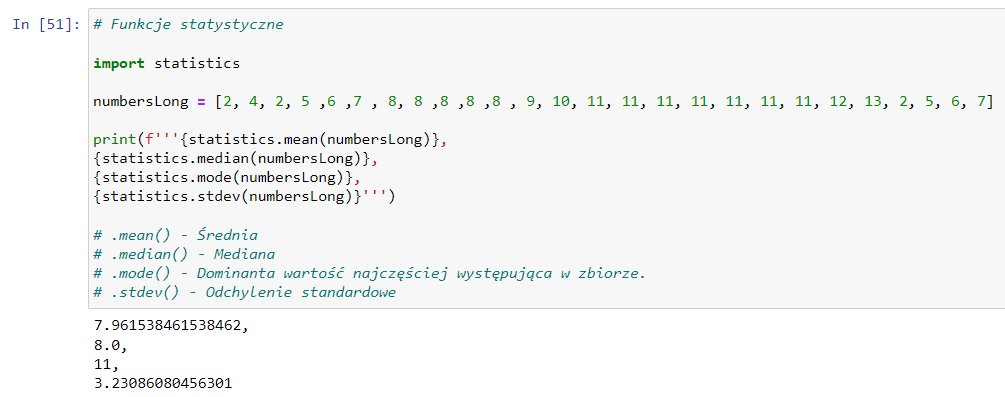 In [51]: # Funkcje statystyczne
import statistics
numbersLong = [2, 4, 2, 5 ,6 ,7 , 8, 8 ,8 ,8 ,8 , 9, 10, 11, 11, 11, 11, 11, 11, 11, 12, 13, 2, 5, 6, 7]
print(f'''{statistics.mean(numbersLong)},
{statistics.median(numbersLong)},
{statistics.mode(numbersLong)},
{statistics.stdev(numbersLong)}''')
# .mean() - Średnia
# .median() - Mediana
# .mode() - Dominanta wartość najczęściej występująca w zbiorze.
# .stdev() - Odchylenie standardowe
7.961538461538462,
8.0,
11,
3.23086080456301